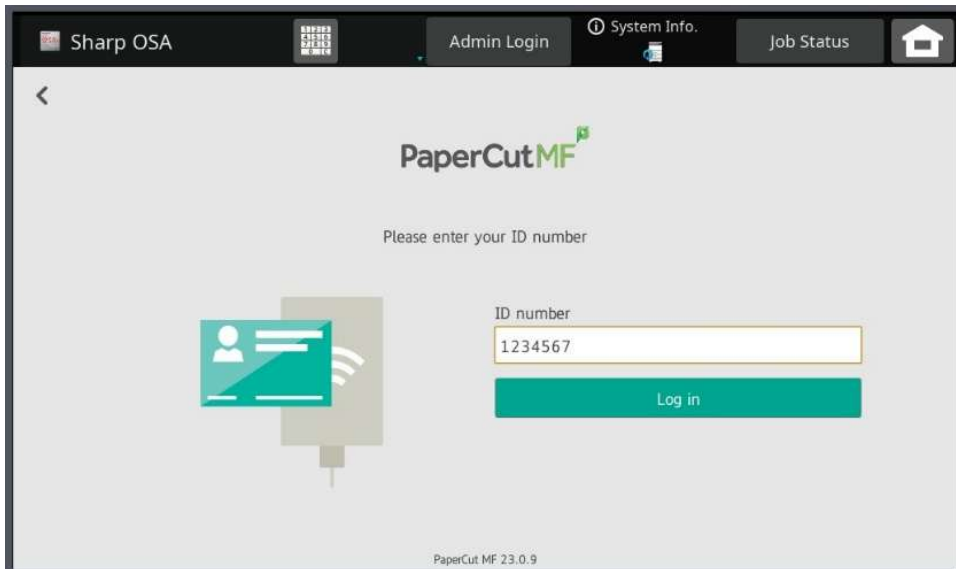 Sharp OSA
Admin Login
System Info.
Job Status
PaperCutMF
Please enter your ID number
ID number
1234567
Log in
PaperCut MF 23.0.9